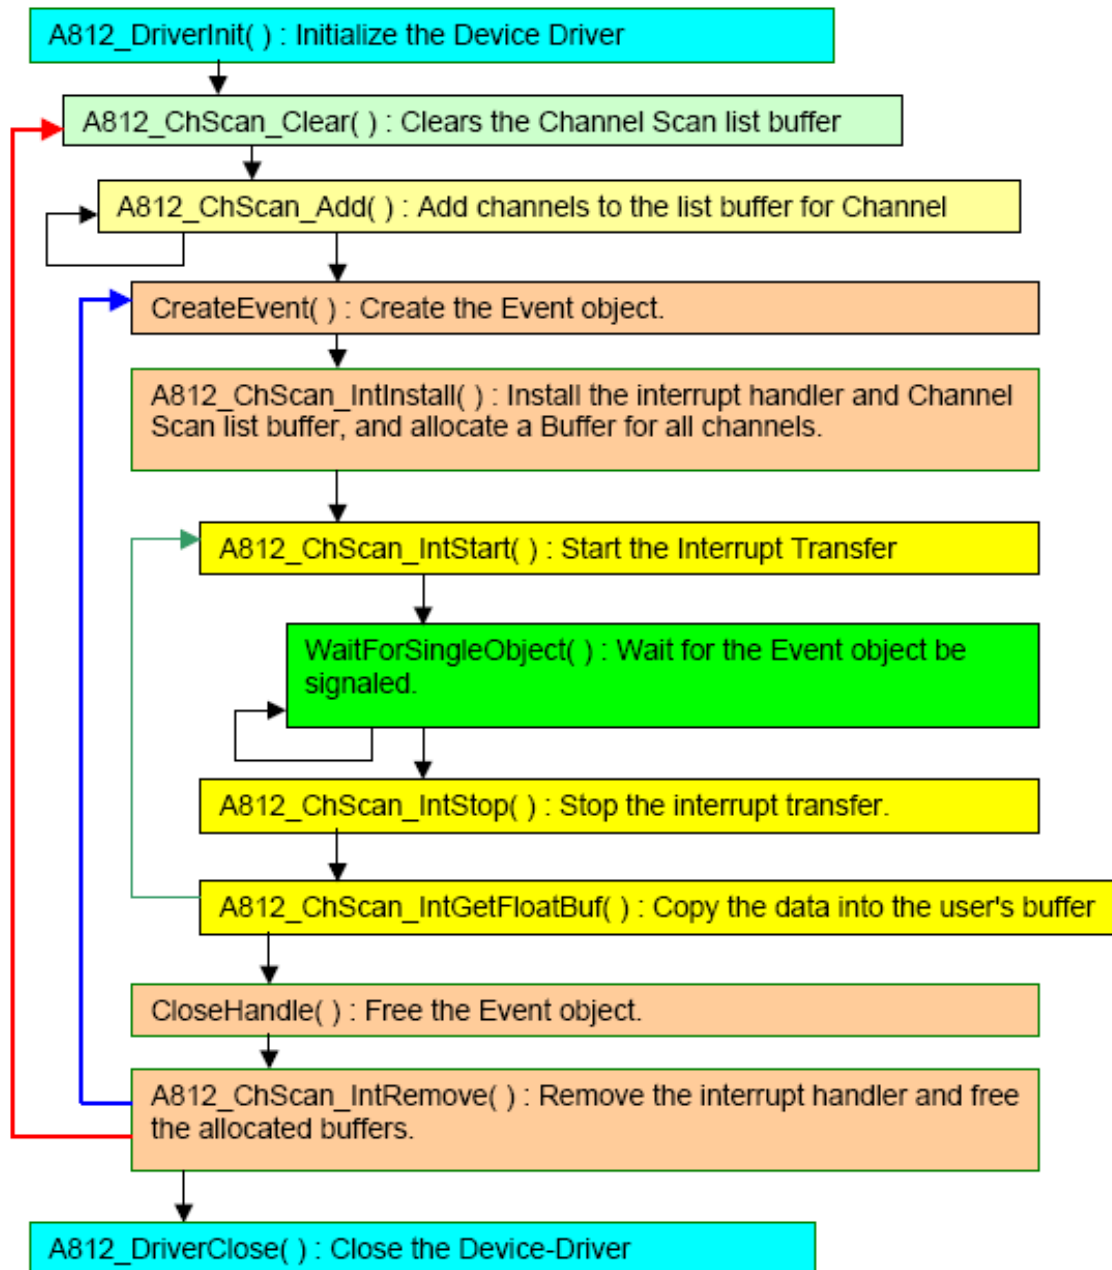 A812_DriverInit( ) : Initialize the Device Driver
A812_ChScan_Clear( ) : Clears the Channel Scan list buffer
A812_ChScan_Add( ) : Add channels to the list buffer for Channel
CreateEvent( ) : Create the Event object.
A812_ChScan_IntInstall( ) : Install the interrupt handler and Channel
Scan list buffer, and allocate a Buffer for all channels.
A812_ChScan_IntStart( ) : Start the Interrupt Transfer
WaitForSingleObject( ) : Wait for the Event object be
signaled.
A812_ChScan_IntStop( ) : Stop the interrupt transfer.
A812_ChScan_IntGetFloatBuf( ) : Copy the data into the user's buffer
CloseHandle( ) : Free the Event object.
A812_ChScan_IntRemove( ) : Remove the interrupt handler and free
the allocated buffers.
A812_DriverClose( ) : Close the Device-Driver